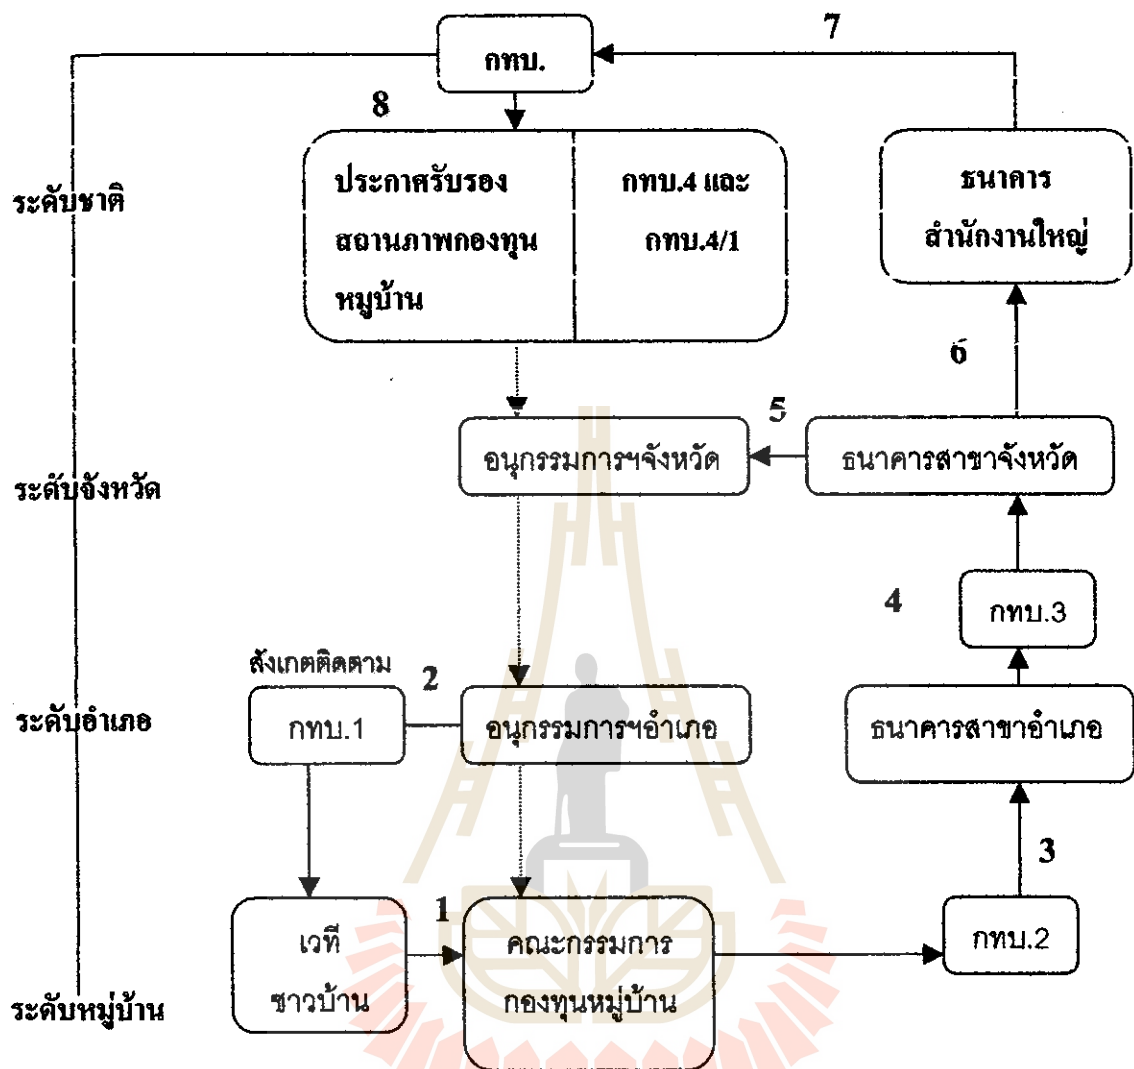 7
กทบ.
8
ประกาศรับรอง
สถานภาพกองทุน
หมู่บ้าน
กทบ.4 และ
กทบ.4/1
ธนาคาร
สำนักงานใหญ่
ระดับชาติ
6
5
อนุกรรมการฯจังหวัด
ธนาคารสาขาจังหวัด
ระดับจังหวัด
4
กทบ.3
สังเกตติดตาม
2
กทบ.1
อนุกรรมการฯอำเภอ
ธนาคารสาขาอำเภอ
ระดับอำเภอ
3
1
เวที
ชาวบ้าน
คณะกรรมการ
กองทุนหมู่บ้าน
กทบ.2
ระดับหมู่บ้าน